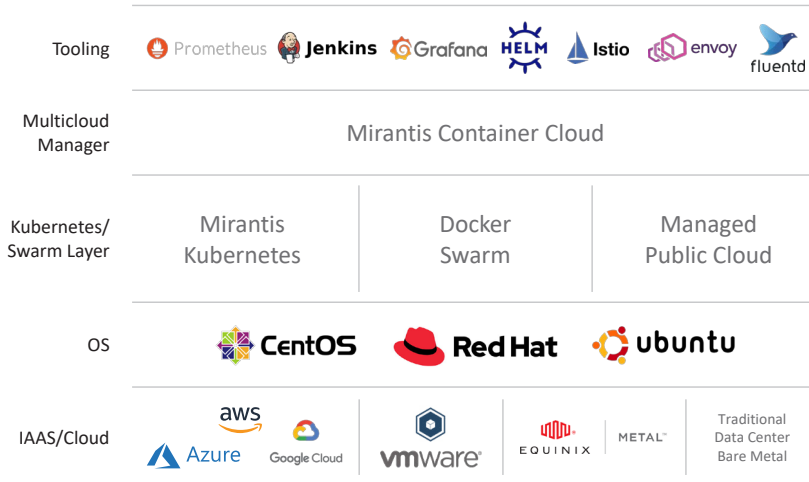 Tooling
Prometheus
Jenkins
Grafana
HELM
Istio
envoy
fluentd
Multicloud
Manager
Mirantis Container Cloud
Kubernetes/
Swarm Layer
Mirantis
Kubernetes
Docker
Swarm
Managed
Public Cloud
OS
CentOS
Red Hat
ubuntu
IAAS/Cloud
aws
Azure
Google Cloud
vmware®
EQUINIX
METAL™
Traditional
Data Center
Bare Metal